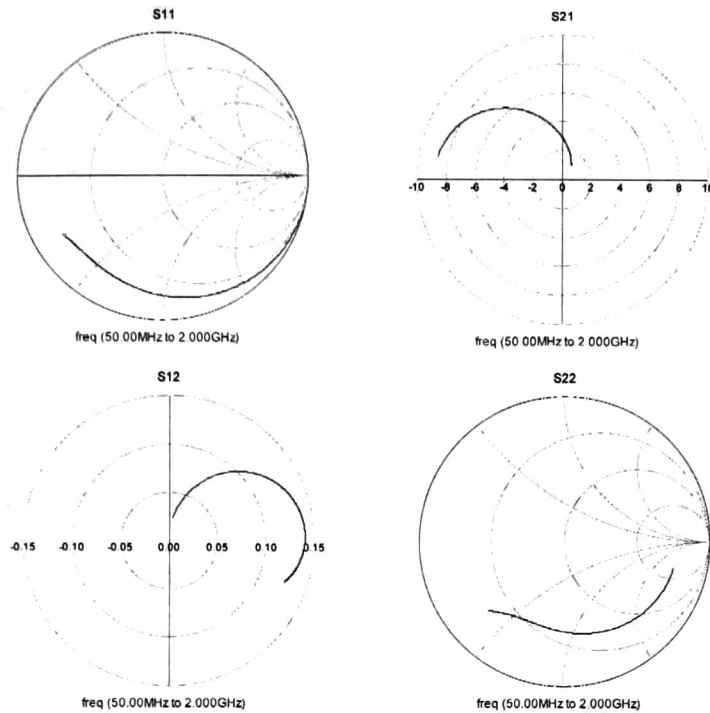 S11
S21
-10 -8 -6 -4 -2 0 2 4 6 8 10
freq (50.00MHz to 2.000GHz)
freq (50.00MHz to 2.000GHz)
S12
S22
-0.15 -0.10 -0.05 0.00 0.05 0.10 0.15
freq (50.00MHz to 2.000GHz)
freq (50.00MHz to 2.000GHz)